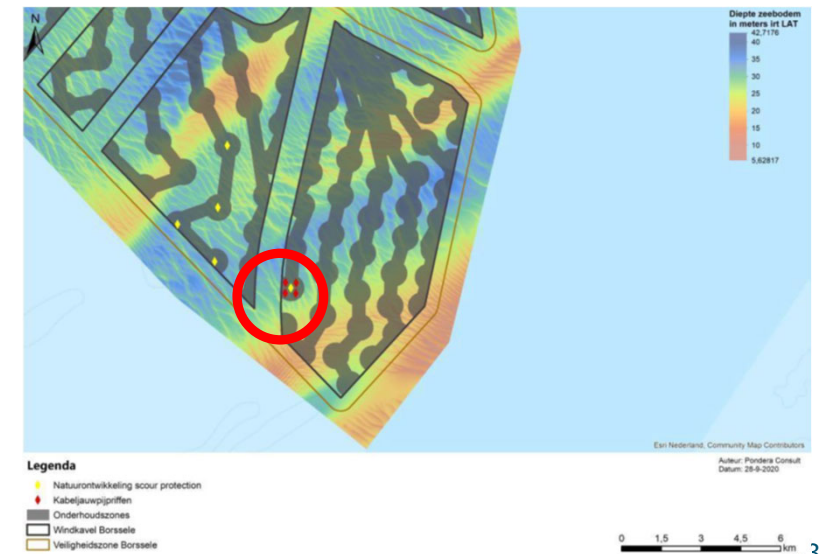 N
Diepte zeebodem
in meters irt LAT
42,7176
40
35
30
25
20
15
10
5,62817
Esri Nederland, Community Map Contributors
Auteur: Pondera Consult
Datum: 28-9-2020
Legenda
Natuurontwikkeling scour protection
Kabeljauwpijpriffen
Onderhoudszones
Windkavel Borssele
Veiligheidszone Borssele
0 1,5 3 4,5 6
km
3